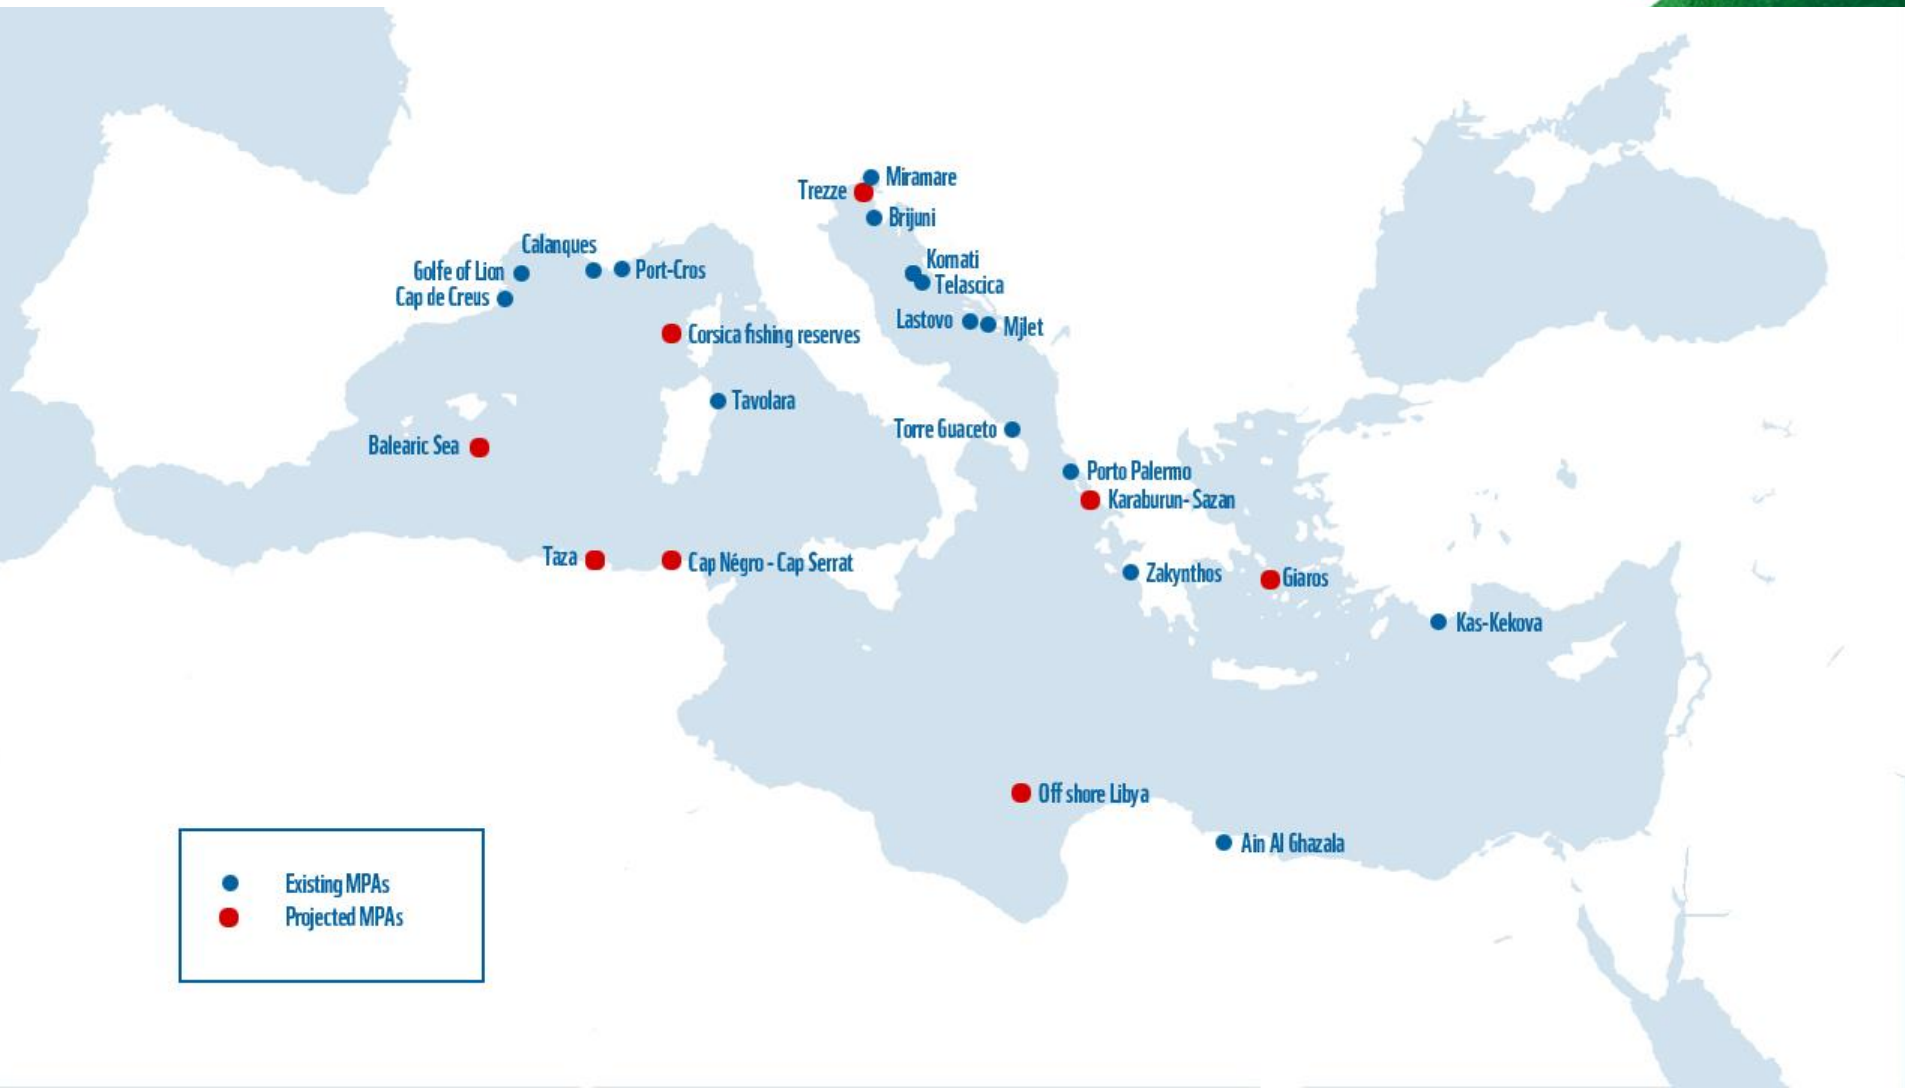 Miramare
Trezze
Brijuni
Calanques
Komati
Golfe of Lion
Port-Cros
Telascica
Cap de Creus
Lastovo
Mjlet
Corsica fishing reserves
Tavolara
Torre Guaceto
Balearic Sea
Porto Palermo
Karaburun- Sazan
Taza
Cap Négro - Cap Serrat
Zakynthos
Giaros
Kas-Kekova
Off shore Libya
Ain Al Ghazala
Existing MPAs
Projected MPAs